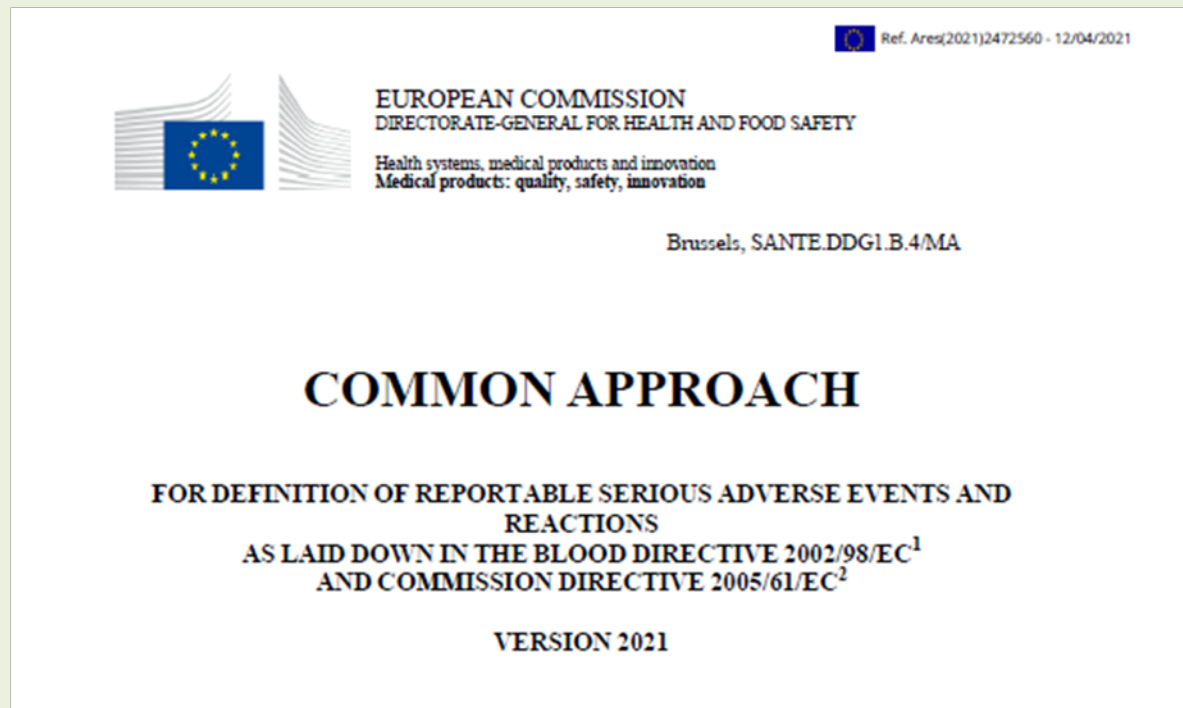 Ref. Ares(2021)2472560 - 12/04/2021
EUROPEAN COMMISSION
DIRECTORATE-GENERAL FOR HEALTH AND FOOD SAFETY
Health systems, medical products and innovation
Medical products: quality, safety, innovation
Brussels, SANTE.DDG1.B.4/MA
COMMON APPROACH
FOR DEFINITION OF REPORTABLE SERIOUS ADVERSE EVENTS AND
REACTIONS
AS LAID DOWN IN THE BLOOD DIRECTIVE 2002/98/EC¹
AND COMMISSION DIRECTIVE 2005/61/EC²
VERSION 2021